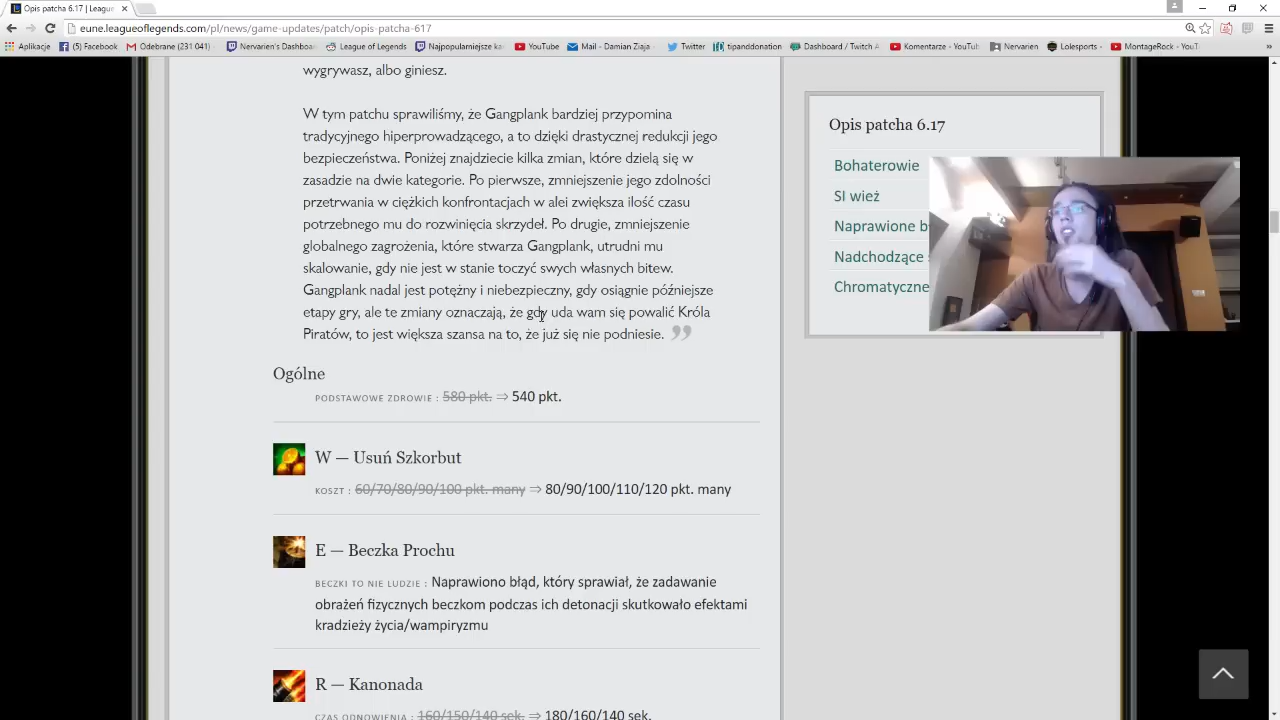 Opis patcha 6.17 | League
eune.leagueoflegends.com/pl/news/game-updates/patch/opis-patcha-617
Aplikacje
(5) Facebook
Odebrane (231 041)
Nervarien's Dashboa
League of Legends
Najpopularniejsze ka
YouTube
Mail - Damian Ziaja
Twitter
tipanddonation
Dashboard / Twitch A
Komentarze - YouTu
Nervarien
Lolesports
MontageRock - YouT
wygrywasz, albo giniesz.
W tym patchu sprawiliśmy, że Gangplank bardziej przypomina
tradycyjnego hiperprowadzącego, a to dzięki drastycznej redukcji jego
bezpieczeństwa. Poniżej znajdziecie kilka zmian, które dzielą się w
zasadzie na dwie kategorie. Po pierwsze, zmniejszenie jego zdolności
przetrwania w ciężkich konfrontacjach w alei zwiększa ilość czasu
potrzebnego mu do rozwinięcia skrzydeł. Po drugie, zmniejszenie
globalnego zagrożenia, które stwarza Gangplank, utrudni mu
skalowanie, gdy nie jest w stanie toczyć swych własnych bitew.
Gangplank nadal jest potężny i niebezpieczny, gdy osiągnie późniejsze
etapy gry, ale te zmiany oznaczają, że gdy uda wam się powalić Króla
Piratów, to jest większa szansa na to, że już się nie podniesie. ”
Ogólne
PODSTAWOWE ZDROWIE : 580 pkt. ⇒ 540 pkt.
W — Usuń Szkorbut
KOSZT : 60/70/80/90/100 pkt. many ⇒ 80/90/100/110/120 pkt. many
E — Beczka Prochu
BECZKI TO NIE LUDZIE : Naprawiono błąd, który sprawiał, że zadawanie
obrażeń fizycznych beczkom podczas ich detonacji skutkowało efektami
kradzieży życia/wampiryzmu
R — Kanonada
CZAS ODNOWIENIA : 160/150/140 sek. ⇒ 180/160/140 sek.
Opis patcha 6.17
Bohaterowie
SI wież
Naprawione b
Nadchodzące
Chromatyczne